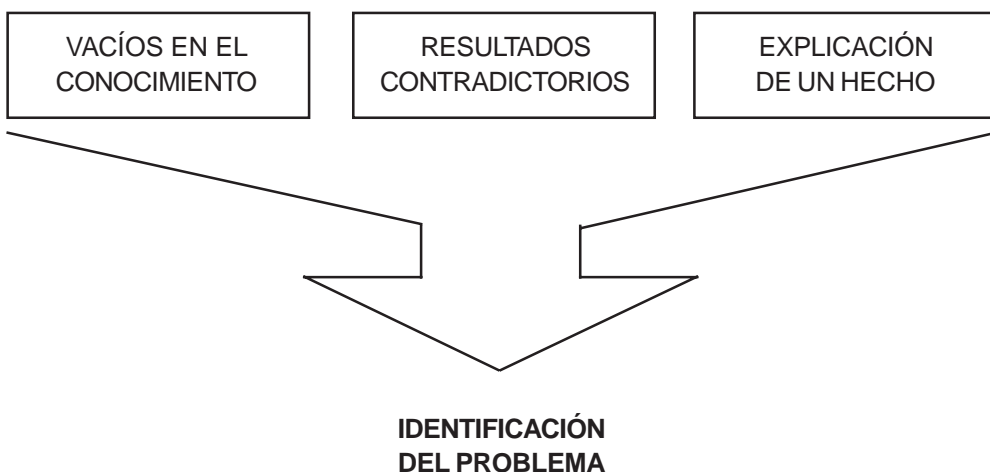 VACÍOS EN EL
CONOCIMIENTO
RESULTADOS
CONTRADICTORIOS
EXPLICACIÓN
DE UN HECHO
IDENTIFICACIÓN
DEL PROBLEMA